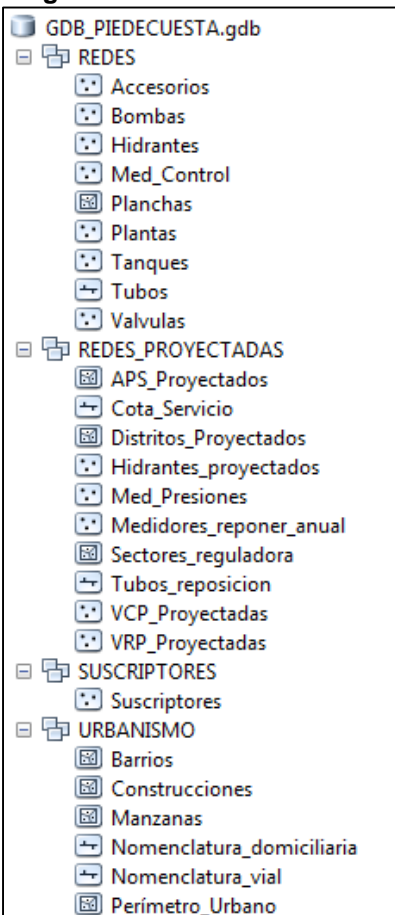 GDB_PIEDECUESTA.gdb
REDES
Accesorios
Bombas
Hidrantes
Med_Control
Planchas
Plantas
Tanques
Tubos
Valvulas
REDES_PROYECTADAS
APS_Proyectados
Cota_Servicio
Distritos_Proyectados
Hidrantes_proyectados
Med_Presiones
Medidores_reponer_anual
Sectores_reguladora
Tubos_reposicion
VCP_Proyectadas
VRP_Proyectadas
SUSCRIPTORES
Suscriptores
URBANISMO
Barrios
Construcciones
Manzanas
Nomenclatura_domiciliaria
Nomenclatura_vial
Perímetro_Urbano